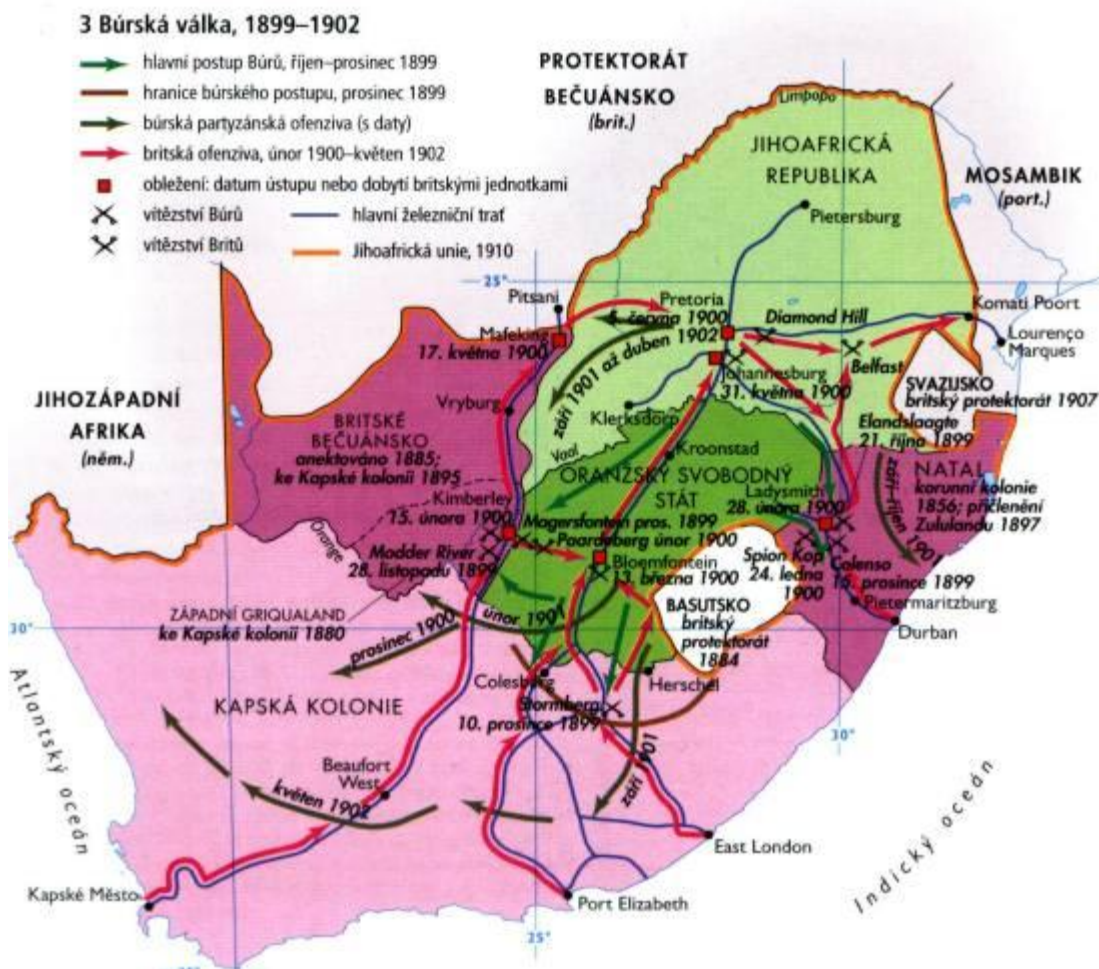 3 Búrská válka, 1899–1902
hlavní postup Búrů, říjen–prosinec 1899
hranice búrského postupu, prosinec 1899
búrská partyzánská ofenziva (s daty)
britská ofenziva, únor 1900–květen 1902
obležení: datum ústupu nebo dobytí britskými jednotkami
vítězství Búrů
hlavní železniční trať
vítězství Britů
Jihoafrická unie, 1910
PROTEKTORÁT
BEČUÁNSKO
(brit.)
Limpopo
JIHOAFRICKÁ
REPUBLIKA
MOSAMBIK
(port.)
Pietersburg
25°
Pitsani
Pretoria
5. června 1900
Komati Poort
Mafeking
17. května 1900
září 1901 až duben 1902
Diamond Hill
Lourenço
Marques
Johannesburg
31. května 1900
Belfast
SVAZIJSKO
britský protektorát 1907
JIHOZÁPADNÍ
AFRIKA
(něm.)
Vryburg
Klerksdorp
Elandslaagte
21. října 1899
BRITSKÉ
BEČUÁNSKO
anektováno 1885;
ke Kapské kolonii 1895
Vaal
Kroonstad
ORANŽSKÝ SVOBODNÝ
STÁT
září–říjen 1901
NATAL
korunní kolonie
1856; přičlenění
Zululandu 1897
Kimberley
15. února 1900
Ladysmith
28. února 1900
Orange
Magersfontein pros. 1899
Paardeberg únor 1900
Modder River
28. listopadu 1899
Bloemfontein
13. března 1900
Spion Kop
24. ledna
1900
Colenso
15. prosince 1899
ZÁPADNÍ GRIQUALAND
ke Kapské kolonii 1880
Pietermaritzburg
BASUTSKO
britský
protektorát
1884
Durban
30°
prosinec 1900
únor 190
Colesburg
Herschel
KAPSKÁ KOLONIE
Stormberg
10. prosince 1899
30°
Atlantský oceán
září
01
Beaufort
West
květen 1902
East London
Indický oceán
Kapské Město
Port Elizabeth
25°